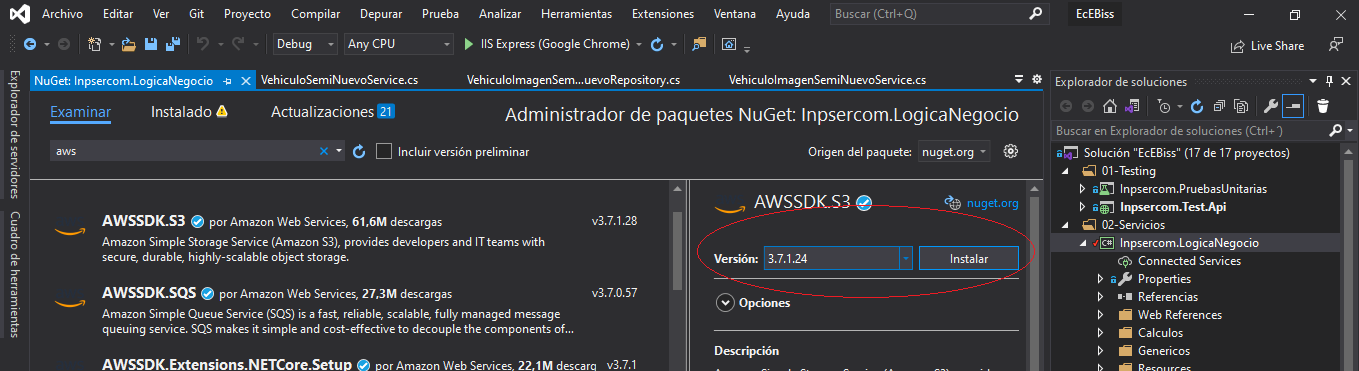 Archivo Editar Ver Git Proyecto Compilar Depurar Prueba Analizar Herramientas Extensiones Ventana Ayuda Buscar (Ctrl+Q) EcEBiss
Debug Any CPU IIS Express (Google Chrome) Live Share
Explorador de servidores
Cuadro de herramientas
NuGet: Inpsercom.LogicaNegocio VehiculoSemiNuevoService.cs VehiculoImagenSem...uevoRepository.cs VehiculoImagenSemiNuevoService.cs
Examinar Instalado Actualizaciones 21
Administrador de paquetes NuGet: Inpsercom.LogicaNegocio
aws Incluir versión preliminar Origen del paquete: nuget.org
AWSSDK.S3 por Amazon Web Services, 61,6M descargas v3.7.1.28
Amazon Simple Storage Service (Amazon S3), provides developers and IT teams with
secure, durable, highly-scalable object storage.
AWSSDK.SQS por Amazon Web Services, 27,3M descargas v3.7.0.57
Amazon Simple Queue Service (SQS) is a fast, reliable, scalable, fully managed message
queuing service. SQS makes it simple and cost-effective to decouple the components of...
AWSSDK.Extensions.NETCore.Setup por Amazon Web Services, 22,1M descarg v3.7.1
AWSSDK.S3 nuget.org
Versión: 3.7.1.24 Instalar
Opciones
Descripción
Explorador de soluciones
Buscar en Explorador de soluciones (Ctrl+´)
Solución "EcEBiss" (17 de 17 proyectos)
01-Testing
Inpsercom.PruebasUnitarias
Inpsercom.Test.Api
02-Servicios
C# Inpsercom.LogicaNegocio
Connected Services
Properties
Referencias
Web References
Calculos
Genericos
Resources